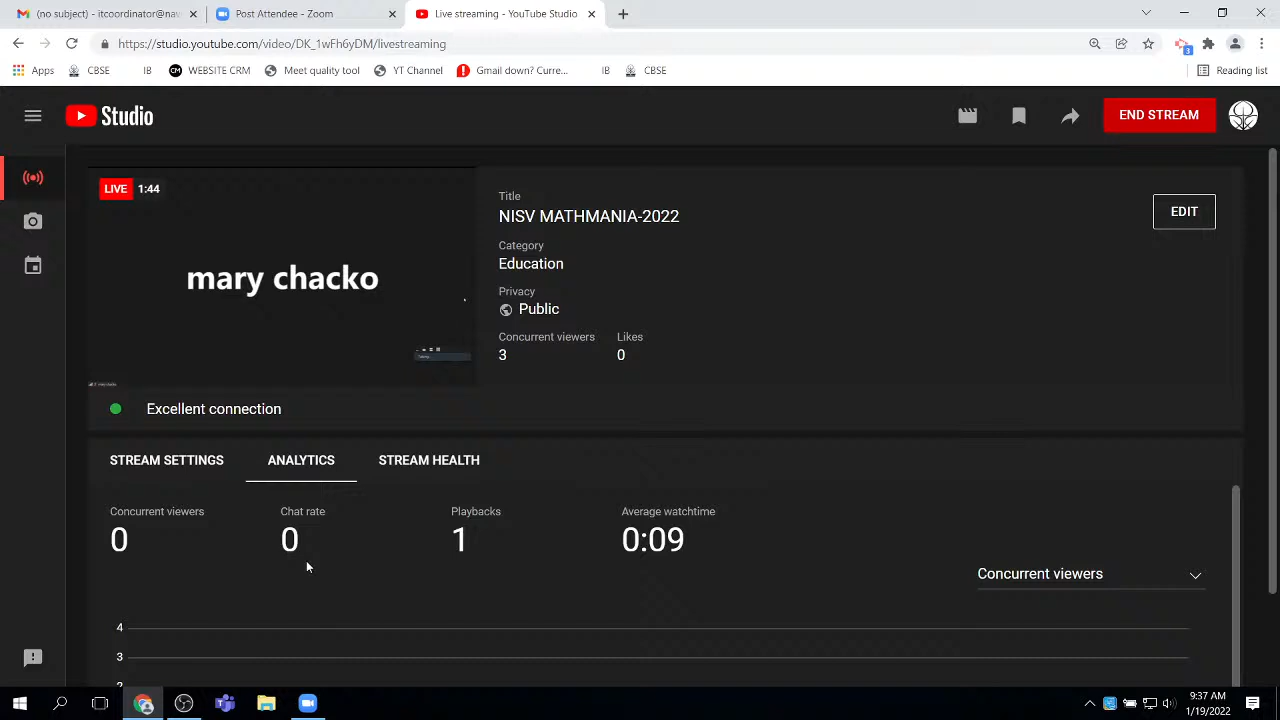 (no subject) - itcoordinator@nav
Post Attendee - Zoom
Live streaming - YouTube Studio
https://studio.youtube.com/video/DK_1wFh6yDM/livestreaming
3
Apps
CBSE
IB
CM WEBSITE CRM
Meet quality tool
YT Channel
Gmail down? Curre...
IB
CBSE
Reading list
Studio
END STREAM
LIVE 1:44
mary chacko
Title
NISV MATHMANIA-2022
EDIT
Category
Education
Privacy
Public
Concurrent viewers Likes
3 0
Excellent connection
STREAM SETTINGS ANALYTICS STREAM HEALTH
Concurrent viewers Chat rate Playbacks Average watchtime
0 0 1 0:09
Concurrent viewers
4
3
9:37 AM
1/19/2022